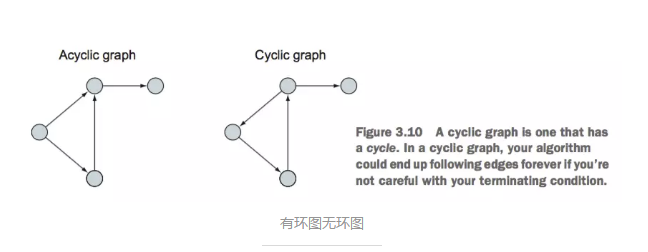 Acyclic graph
Cyclic graph
Figure 3.10 A cyclic graph is one that has
a cycle. In a cyclic graph, your algorithm
could end up following edges forever if you're
not careful with your terminating condition.
有环图无环图